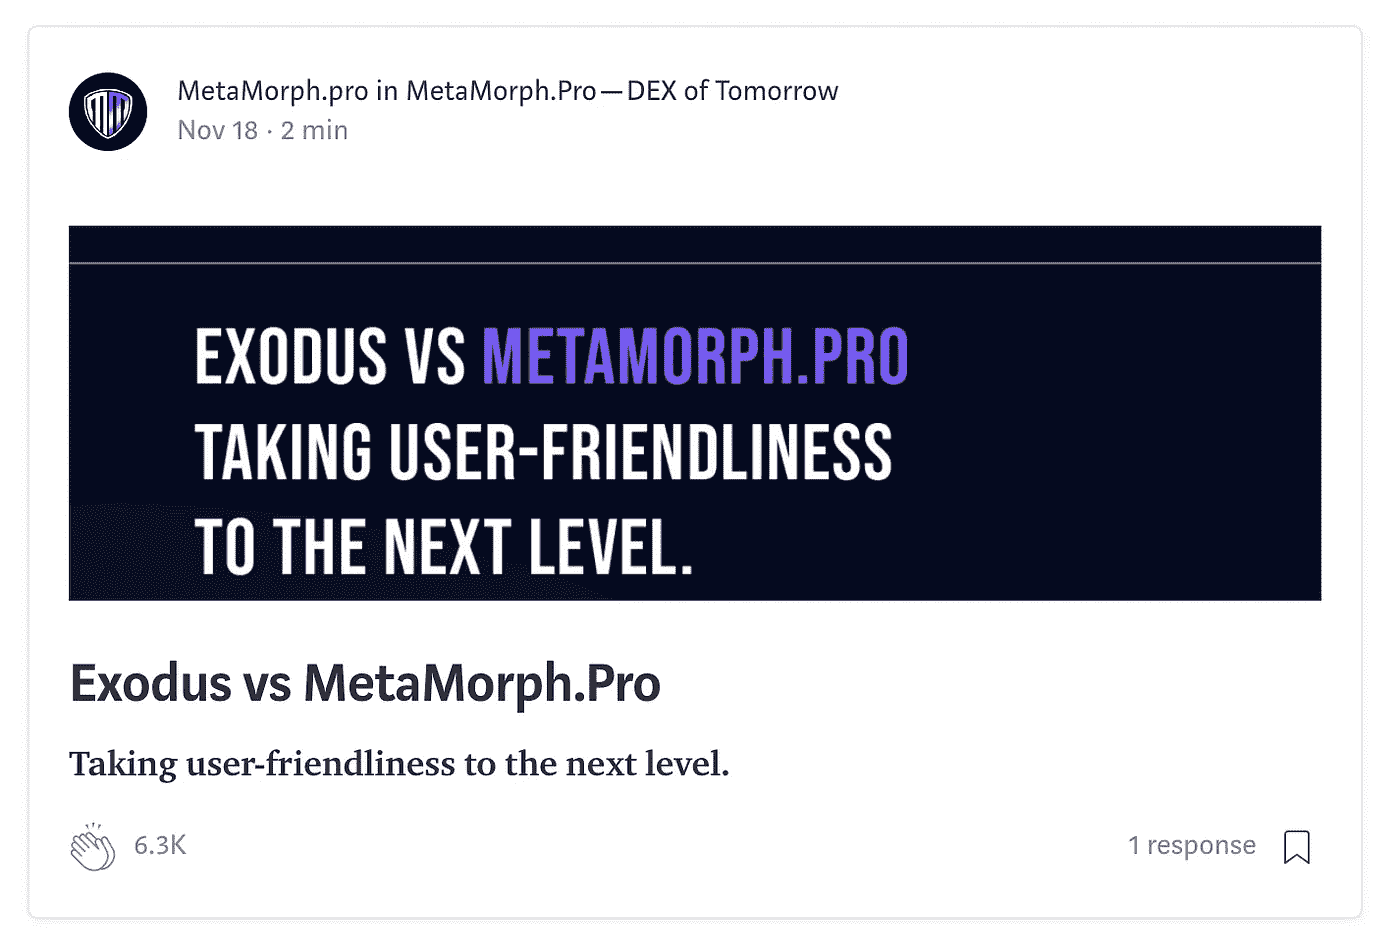 MetaMorph.pro in MetaMorph.Pro — DEX of Tomorrow
Nov 18 · 2 min
EXODUS VS METAMORPH.PRO
TAKING USER-FRIENDLINESS
TO THE NEXT LEVEL.
Exodus vs MetaMorph.Pro
Taking user-friendliness to the next level.
6.3K
1 response